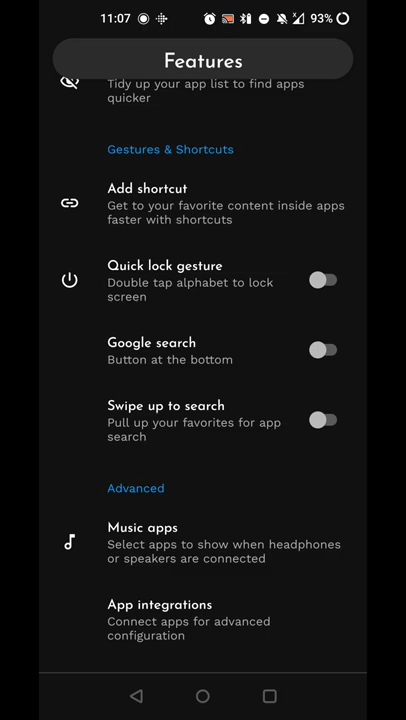 11:07
93%
Features
Tidy up your app list to find apps
quicker
Gestures & Shortcuts
Add shortcut
Get to your favorite content inside apps
faster with shortcuts
Quick lock gesture
Double tap alphabet to lock
screen
Google search
Button at the bottom
Swipe up to search
Pull up your favorites for app
search
Advanced
Music apps
Select apps to show when headphones
or speakers are connected
App integrations
Connect apps for advanced
configuration